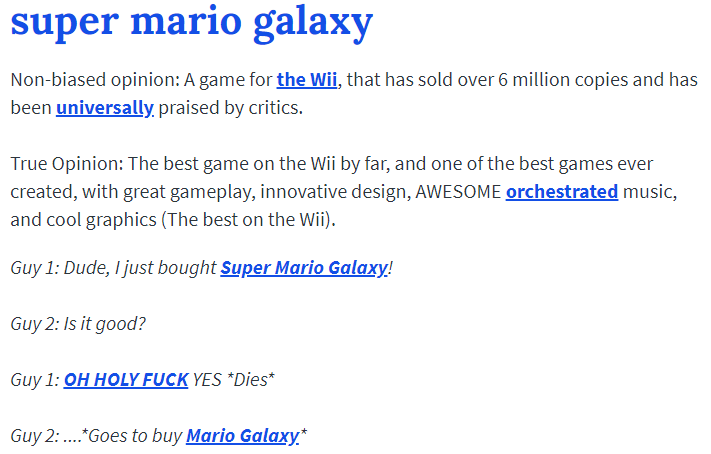 super mario galaxy
Non-biased opinion: A game for the Wii, that has sold over 6 million copies and has
been universally praised by critics.
True Opinion: The best game on the Wii by far, and one of the best games ever
created, with great gameplay, innovative design, AWESOME orchestrated music,
and cool graphics (The best on the Wii).
Guy 1: Dude, I just bought Super Mario Galaxy!
Guy 2: Is it good?
Guy 1: OH HOLY FUCK YES *Dies*
Guy 2: ....*Goes to buy Mario Galaxy*